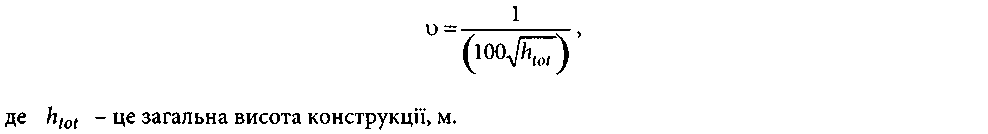 υ = 1 / (100√h_tot),
де h_tot – це загальна висота конструкції, м.